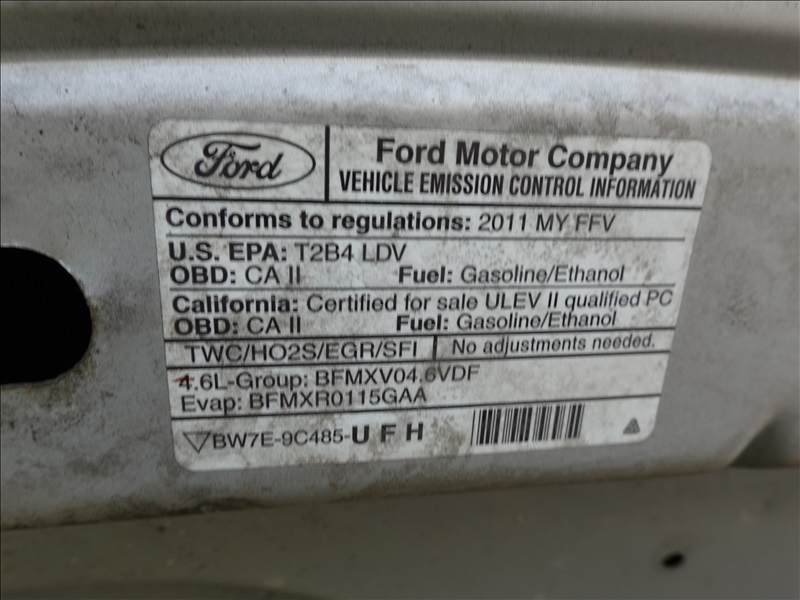 Ford
Ford Motor Company
VEHICLE EMISSION CONTROL INFORMATION
Conforms to regulations: 2011 MY FFV
U.S. EPA: T2B4 LDV
OBD: CA II Fuel: Gasoline/Ethanol
California: Certified for sale ULEV II qualified PC
OBD: CA II Fuel: Gasoline/Ethanol
TWC/HO2S/EGR/SFI No adjustments needed.
4.6L-Group: BFMXV04.6VDF
Evap: BFMXR0115GAA
BW7E-9C485-UFH